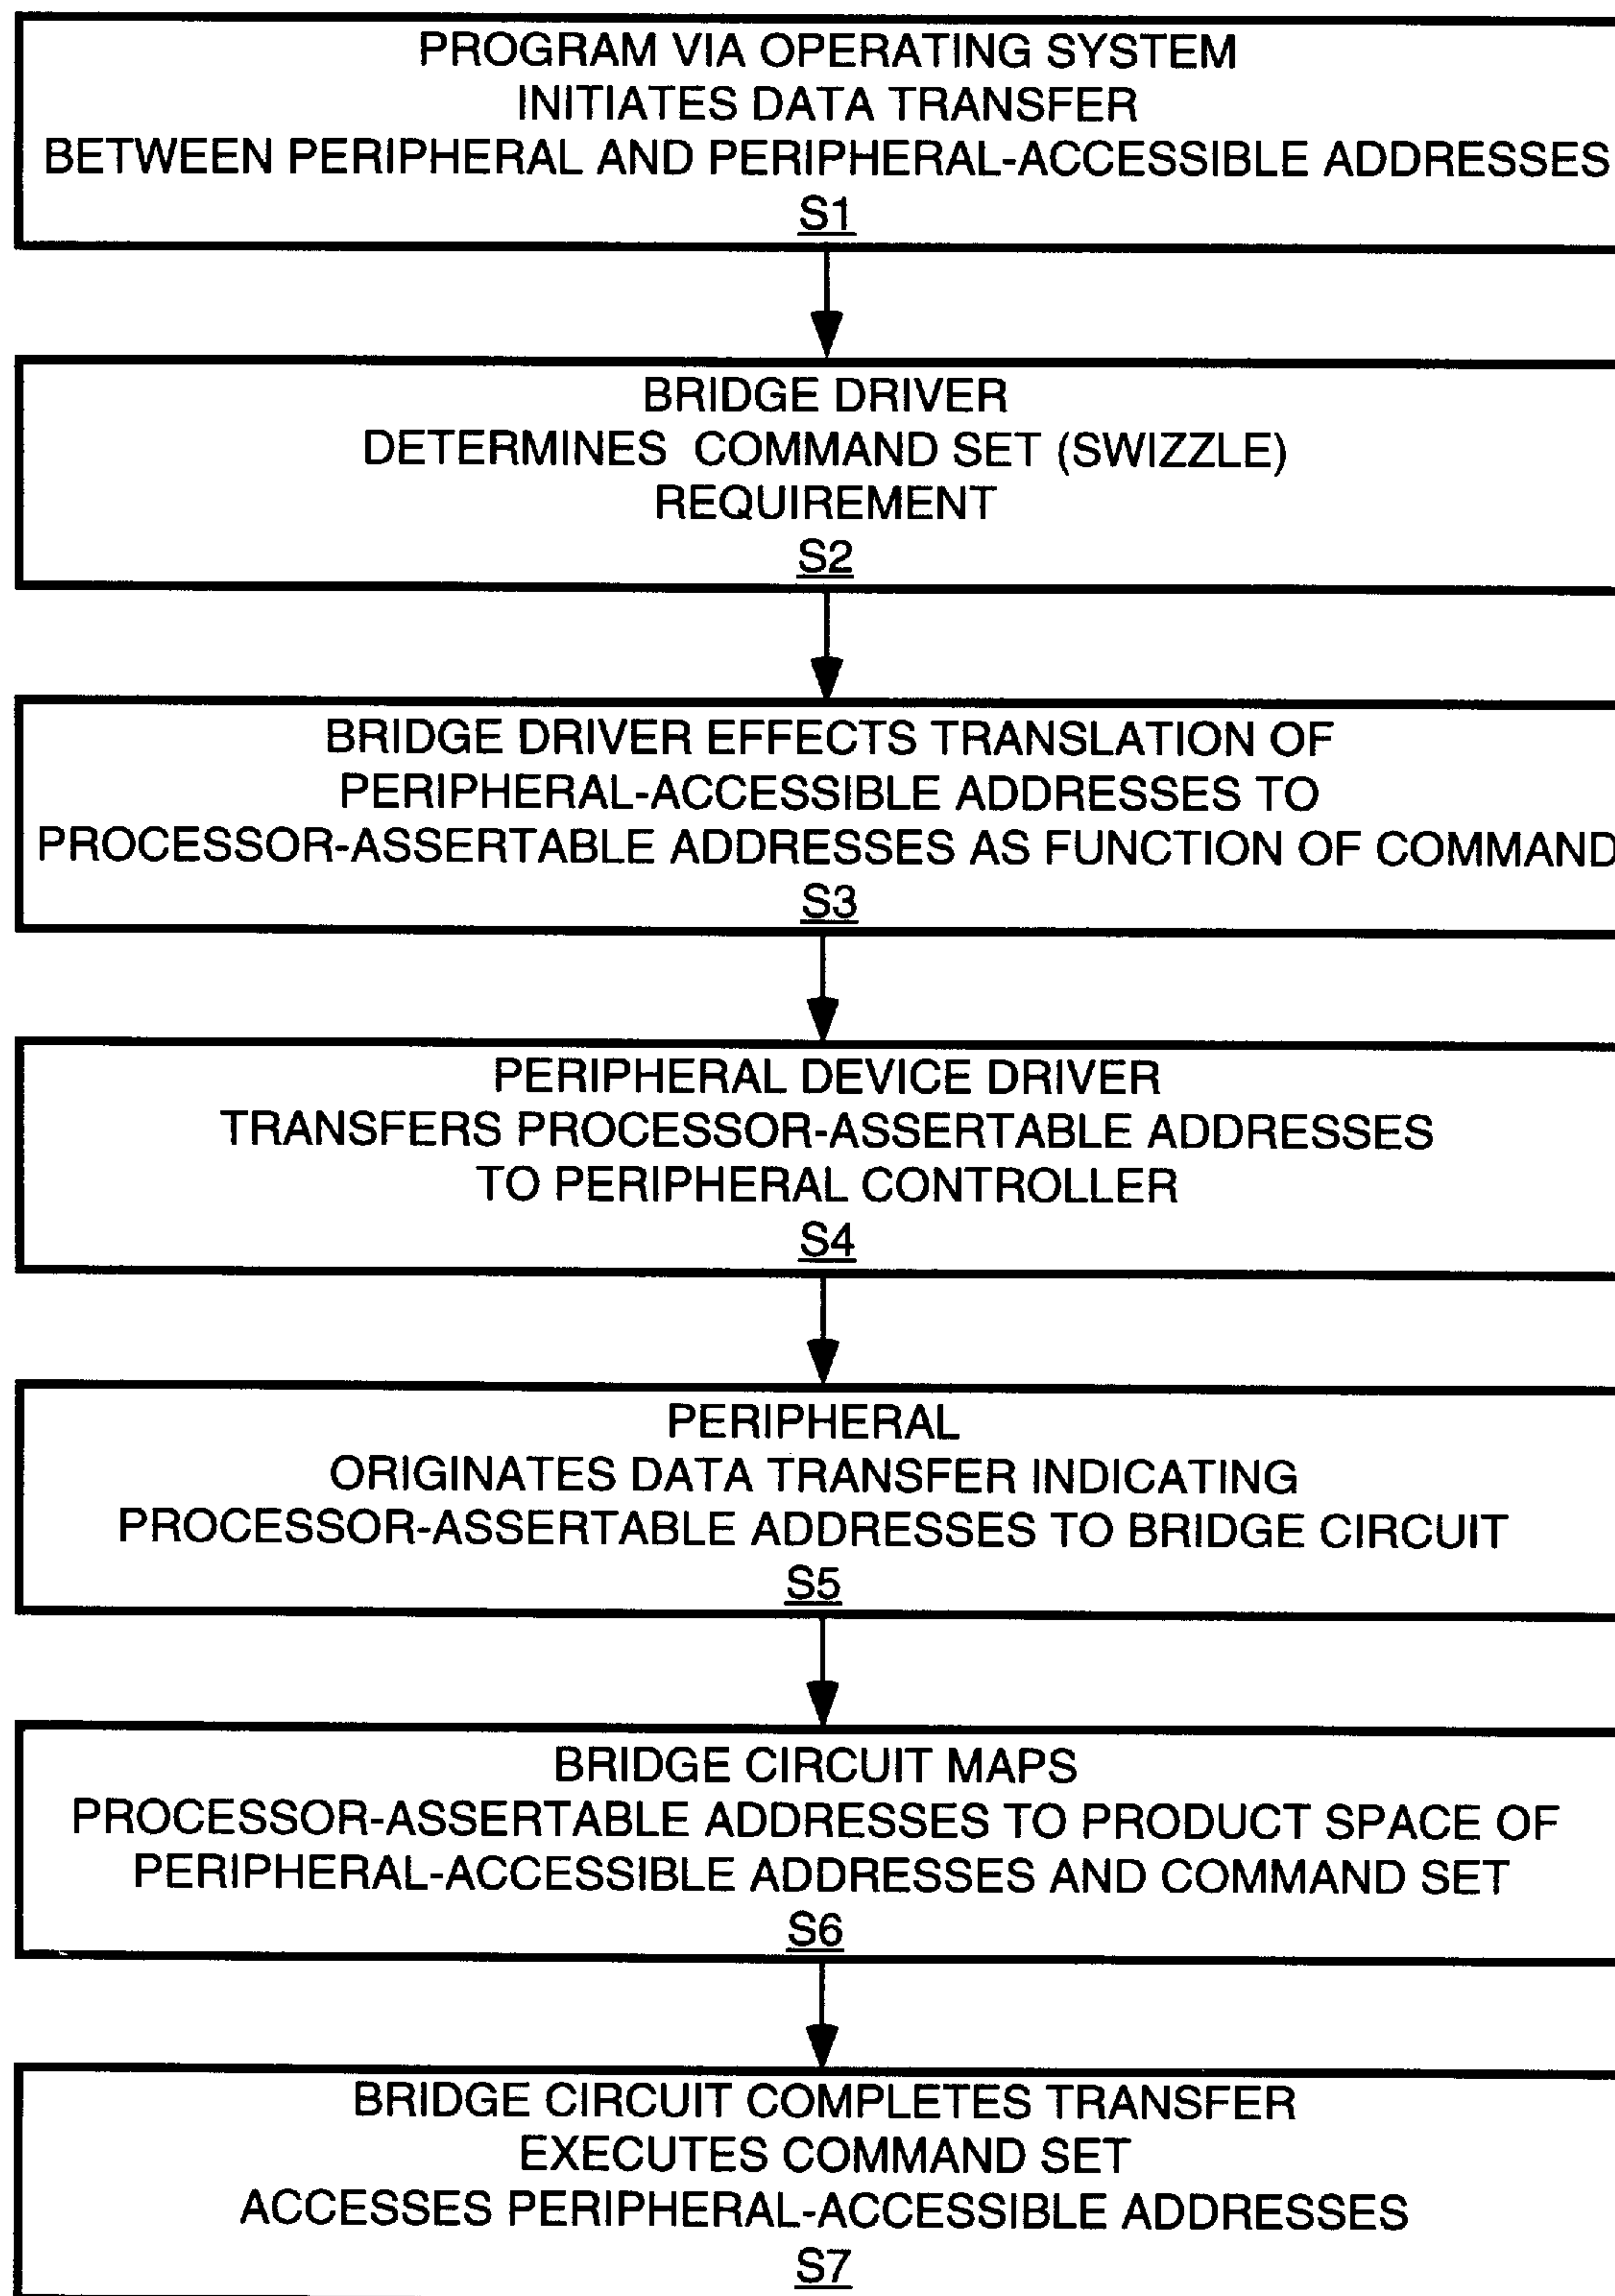 PROGRAM VIA OPERATING SYSTEM
INITIATES DATA TRANSFER
BETWEEN PERIPHERAL AND PERIPHERAL-ACCESSIBLE ADDRESSES
S1
BRIDGE DRIVER
DETERMINES COMMAND SET (SWIZZLE)
REQUIREMENT
S2
BRIDGE DRIVER EFFECTS TRANSLATION OF
PERIPHERAL-ACCESSIBLE ADDRESSES TO
PROCESSOR-ASSERTABLE ADDRESSES AS FUNCTION OF COMMAND
S3
PERIPHERAL DEVICE DRIVER
TRANSFERS PROCESSOR-ASSERTABLE ADDRESSES
TO PERIPHERAL CONTROLLER
S4
PERIPHERAL
ORIGINATES DATA TRANSFER INDICATING
PROCESSOR-ASSERTABLE ADDRESSES TO BRIDGE CIRCUIT
S5
BRIDGE CIRCUIT MAPS
PROCESSOR-ASSERTABLE ADDRESSES TO PRODUCT SPACE OF
PERIPHERAL-ACCESSIBLE ADDRESSES AND COMMAND SET
S6
BRIDGE CIRCUIT COMPLETES TRANSFER
EXECUTES COMMAND SET
ACCESSES PERIPHERAL-ACCESSIBLE ADDRESSES
S7